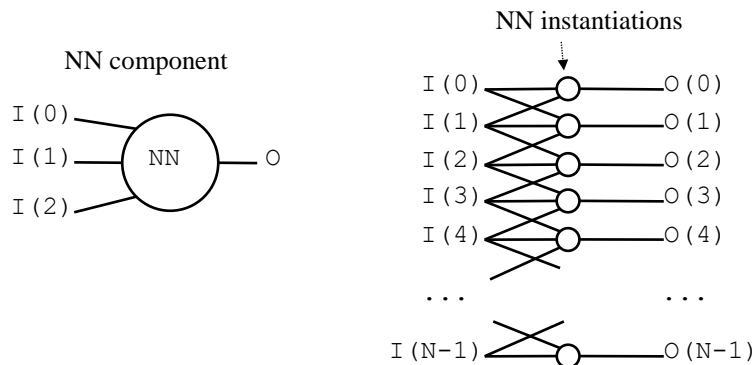 NN instantiations
NN component
I(0)
I(1)
I(2)
NN
O
I(0) O(0)
I(1) O(1)
I(2) O(2)
I(3) O(3)
I(4) O(4)
... ...
I(N-1) O(N-1)